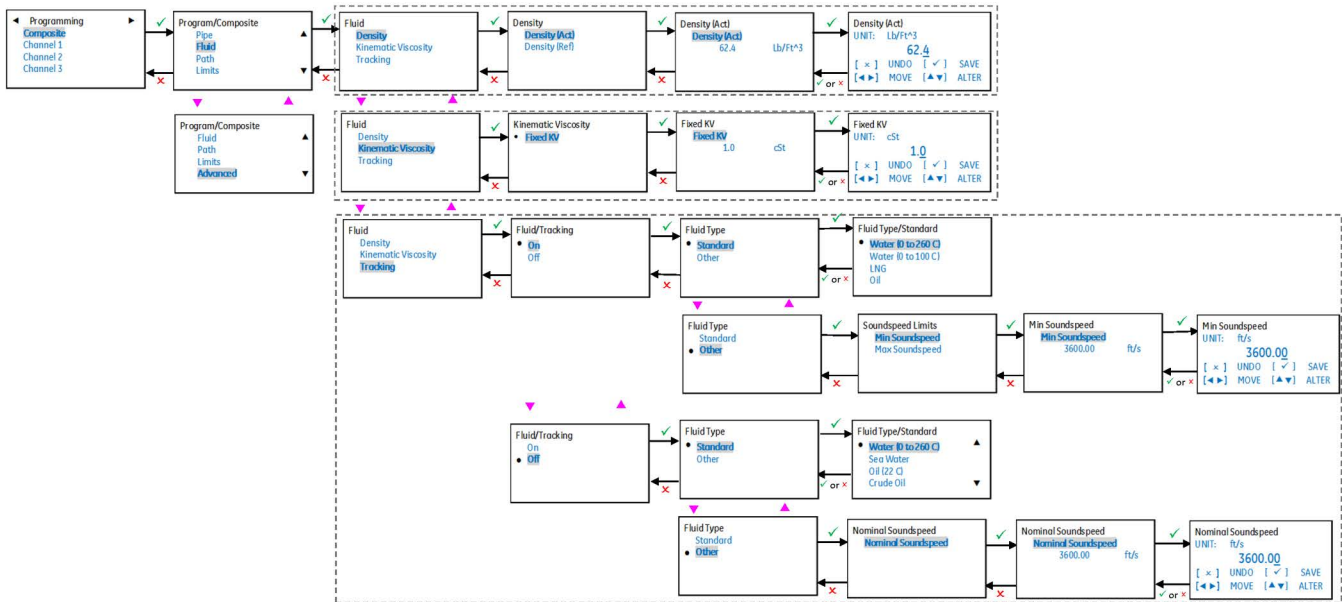 ◄ Programming ►
Composite
Channel 1
Channel 2
Channel 3
Program/Composite
Pipe
Fluid
Path
Limits
Fluid
Density
Kinematic Viscosity
Tracking
Density
Density (Act)
Density (Ref)
Density (Act)
Density (Act)
62.4 Lb/Ft^3
Density (Act)
UNIT: Lb/Ft^3
62.4
[ × ] UNDO [ ✓ ] SAVE
[◄ ►] MOVE [▲▼] ALTER
✓ or ×
Program/Composite
Fluid
Path
Limits
Advanced
Fluid
Density
Kinematic Viscosity
Tracking
Kinematic Viscosity
• Fixed KV
Fixed KV
Fixed KV
1.0 cSt
Fixed KV
UNIT: cSt
1.0
[ × ] UNDO [ ✓ ] SAVE
[◄ ►] MOVE [▲▼] ALTER
✓ or ×
Fluid
Density
Kinematic Viscosity
Tracking
Fluid/Tracking
• On
Off
Fluid Type
• Standard
Other
Fluid Type/Standard
• Water (0 to 260 C)
Water (0 to 100 C)
LNG
Oil
✓ or ×
Fluid Type
Standard
• Other
Soundspeed Limits
Min Soundspeed
Max Soundspeed
Min Soundspeed
Min Soundspeed
3600.00 ft/s
Min Soundspeed
UNIT: ft/s
3600.00
[ × ] UNDO [ ✓ ] SAVE
[◄ ►] MOVE [▲▼] ALTER
✓ or ×
Fluid/Tracking
On
• Off
Fluid Type
• Standard
Other
Fluid Type/Standard
• Water (0 to 260 C)
Sea Water
Oil (22 C)
Crude Oil
✓ or ×
Fluid Type
Standard
• Other
Nominal Soundspeed
Nominal Soundspeed
Nominal Soundspeed
Nominal Soundspeed
3600.00 ft/s
Nominal Soundspeed
UNIT: ft/s
3600.00
[ × ] UNDO [ ✓ ] SAVE
[◄ ►] MOVE [▲▼] ALTER
✓ or ×